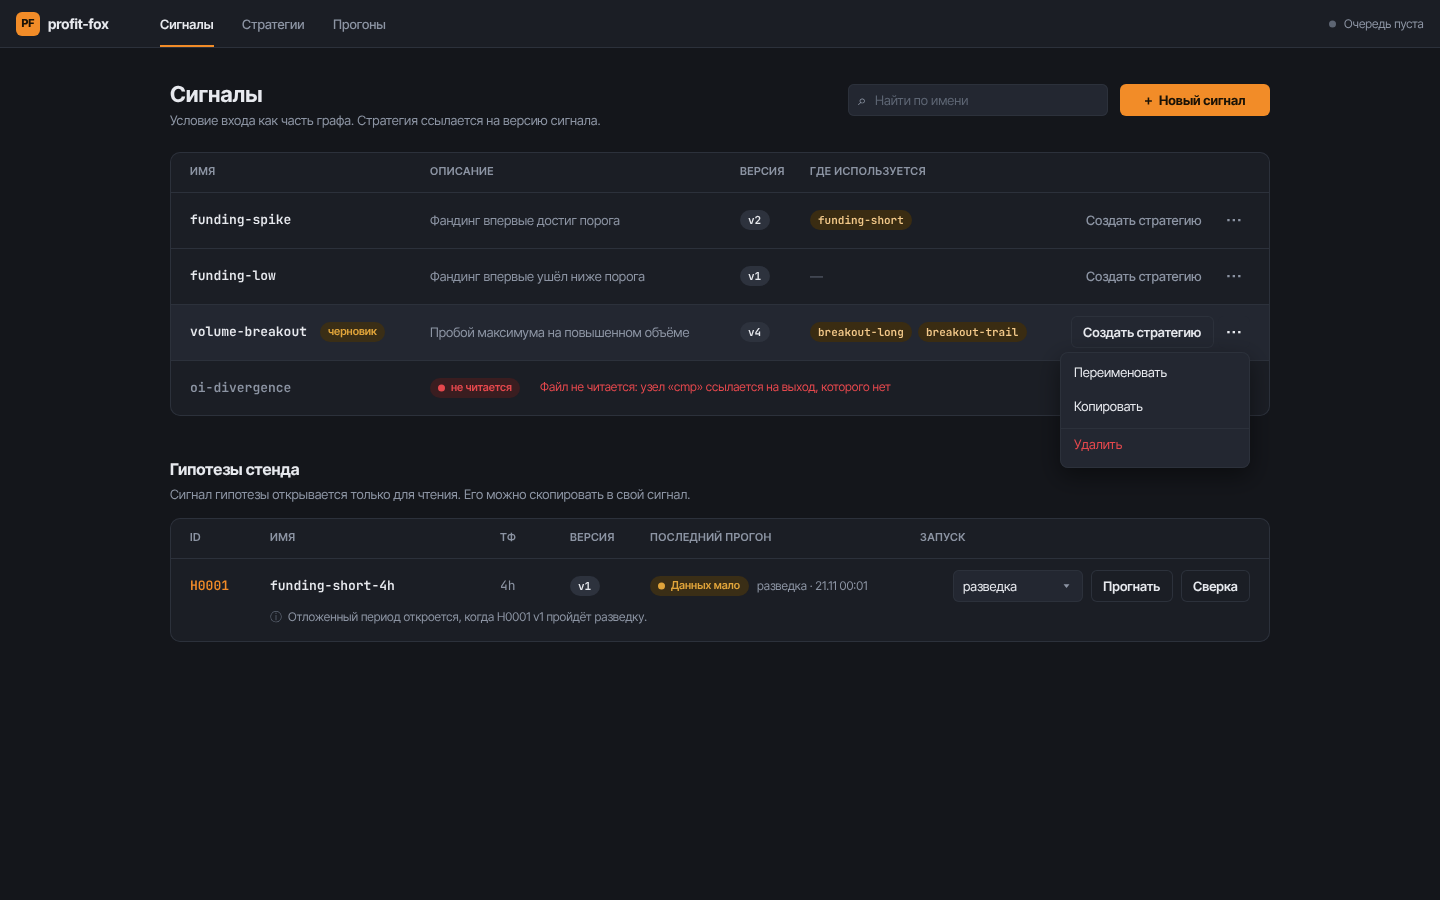 PF profit-fox Сигналы Стратегии Прогоны Очередь пуста
Сигналы
Условие входа как часть графа. Стратегия ссылается на версию сигнала.
Найти по имени
+ Новый сигнал
ИМЯ ОПИСАНИЕ ВЕРСИЯ ГДЕ ИСПОЛЬЗУЕТСЯ
funding-spike Фандинг впервые достиг порога v2 funding-short Создать стратегию ···
funding-low Фандинг впервые ушёл ниже порога v1 — Создать стратегию ···
volume-breakout черновик Пробой максимума на повышенном объёме v4 breakout-long breakout-trail Создать стратегию ···
oi-divergence не читается Файл не читается: узел «cmp» ссылается на выход, которого нет
Переименовать
Копировать
Удалить
Гипотезы стенда
Сигнал гипотезы открывается только для чтения. Его можно скопировать в свой сигнал.
ID ИМЯ ТФ ВЕРСИЯ ПОСЛЕДНИЙ ПРОГОН ЗАПУСК
H0001 funding-short-4h 4h v1 Данных мало разведка · 21.11 00:01 разведка Прогнать Сверка
ⓘ Отложенный период откроется, когда H0001 v1 пройдёт разведку.